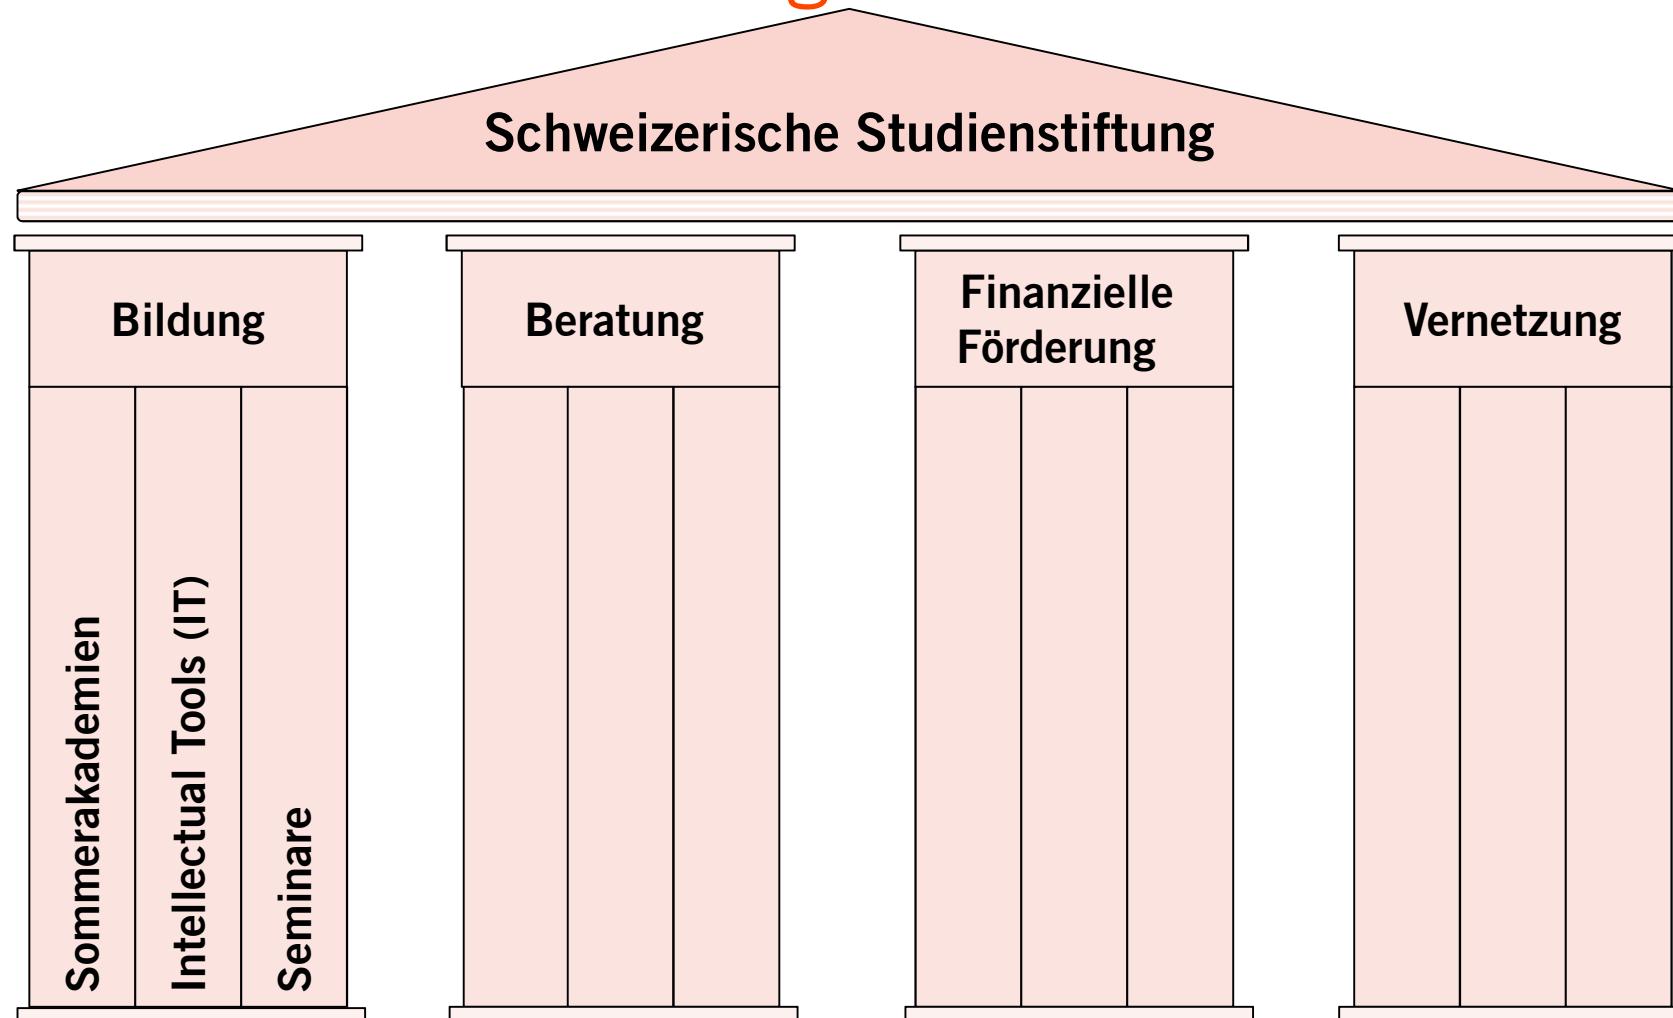 g
Schweizerische Studienstiftung
Bildung
Beratung
Finanzielle
Förderung
Vernetzung
Sommerakademien
Intellectual Tools (IT)
Seminare